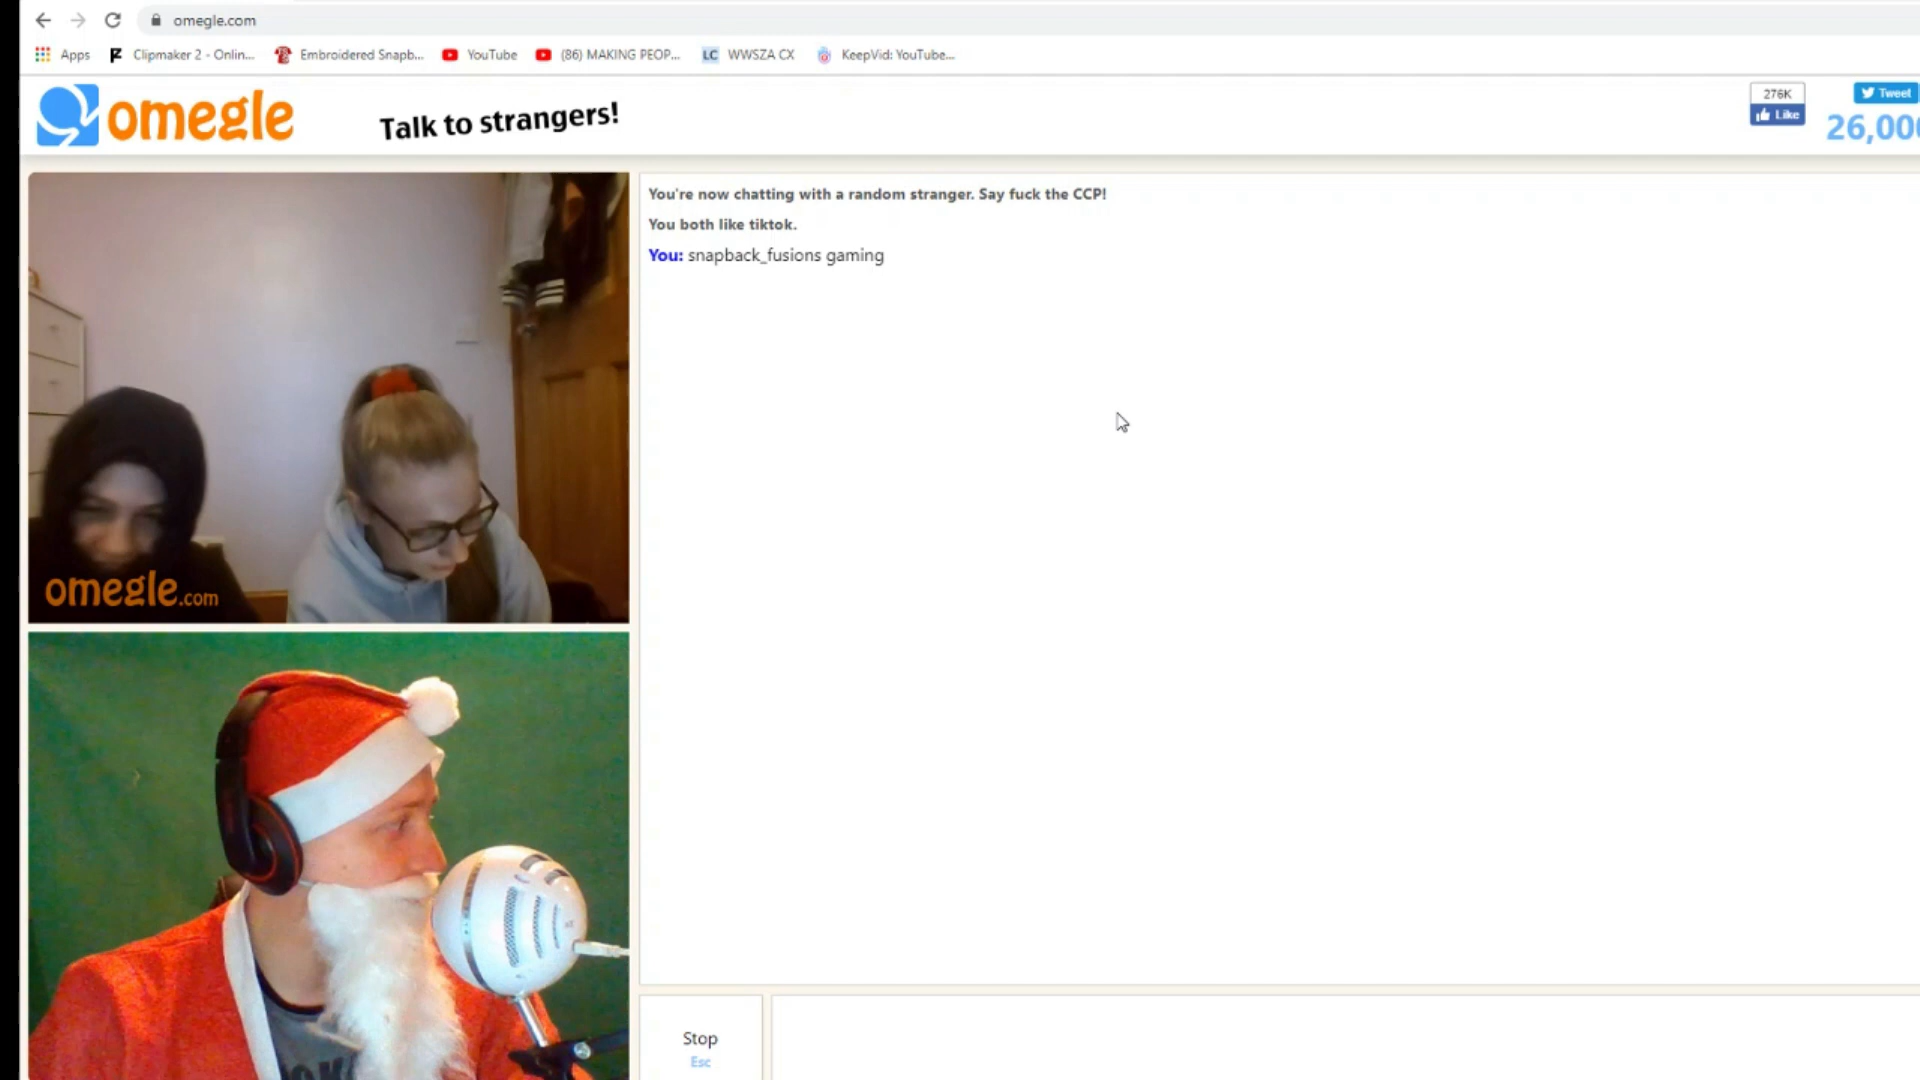 omegle.com
Apps
Clipmaker 2 - Onlin...
Embroidered Snapb...
YouTube
(86) MAKING PEOP...
LC WWSZA CX
KeepVid: YouTube...
omegle
Talk to strangers!
276K
Like
Tweet
26,00
You're now chatting with a random stranger. Say fuck the CCP!
You both like tiktok.
You: snapback_fusions gaming
omegle.com
Stop
Esc